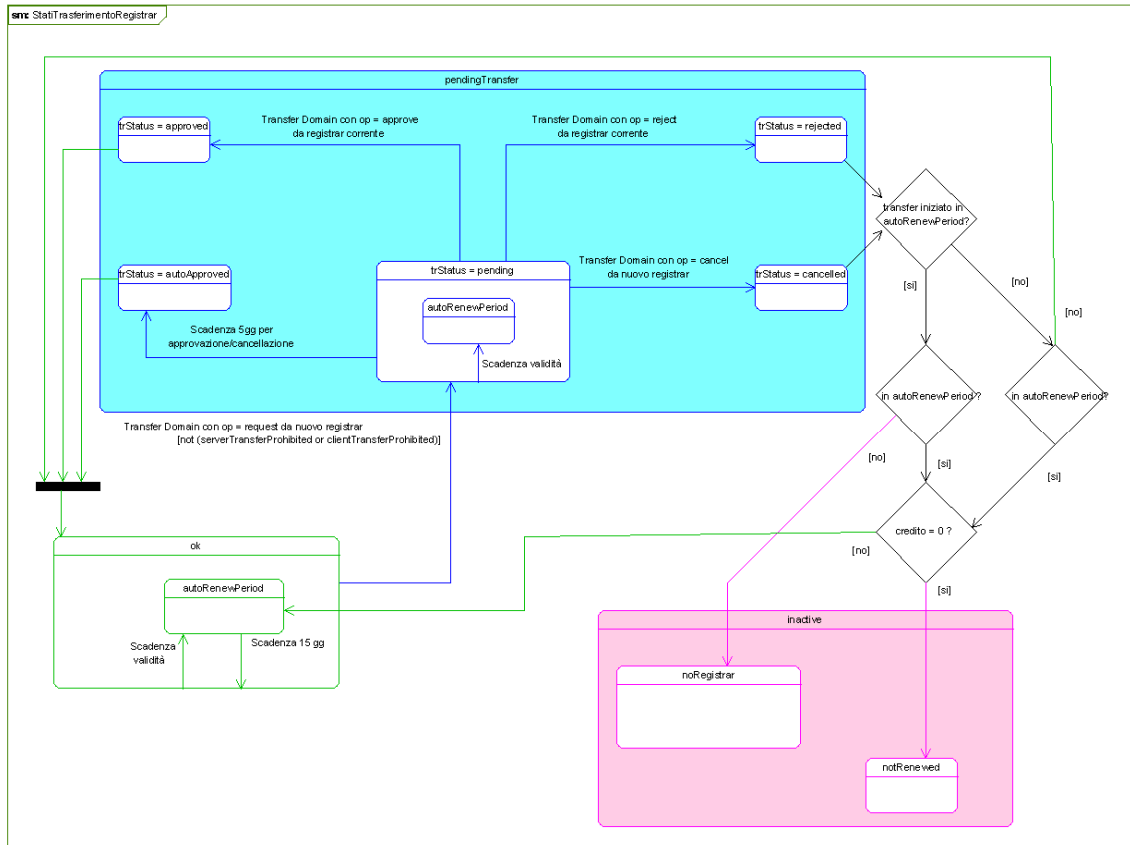 sm: StatiTrasferimentoRegistrar
pendingTransfer
trStatus = approved
Transfer Domain con op = approve
da registrar corrente
Transfer Domain con op = reject
da registrar corrente
trStatus = rejected
transfer iniziato in
autoRenewPeriod?
trStatus = autoApproved
trStatus = pending
Transfer Domain con op = cancel
da nuovo registrar
trStatus = cancelled
[si]
[no]
[no]
autoRenewPeriod
Scadenza 5gg per
approvazione/cancellazione
Scadenza validità
in autoRenewPeriod ?
in autoRenewPeriod?
Transfer Domain con op = request da nuovo registrar
[not (serverTransferProhibited or clientTransferProhibited)]
[no]
[si]
[si]
credito = 0 ?
[no]
[si]
ok
autoRenewPeriod
Scadenza
validità
Scadenza 15 gg
inactive
noRegistrar
notRenewed